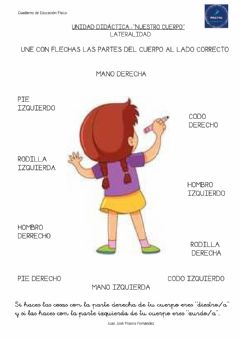 Cuaderno de Educación Física
UNIDAD DIDÁCTICA: "NUESTRO CUERPO"
LATERALIDAD
UNE CON FLECHAS LAS PARTES DEL CUERPO AL LADO CORRECTO
MANO DERECHA
PIE
IZQUIERDO
CODO
DERECHO
RODILLA
IZQUIERDA
HOMBRO
IZQUIERDO
HOMBRO
DERRECHO
RODILLA
DERECHA
PIE DERECHO
CODO IZQUIERDO
MANO IZQUIERDA
Si haces las cosas con la parte derecha de tu cuerpo eres "diestro/a"
y si las haces con la parte izquierda de tu cuerpo eres "zurdo/a".